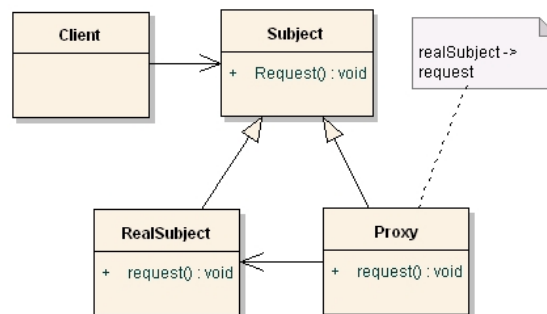 Client
Subject
+ Request() : void
realSubject ->
request
RealSubject
+ request() : void
Proxy
+ request() : void